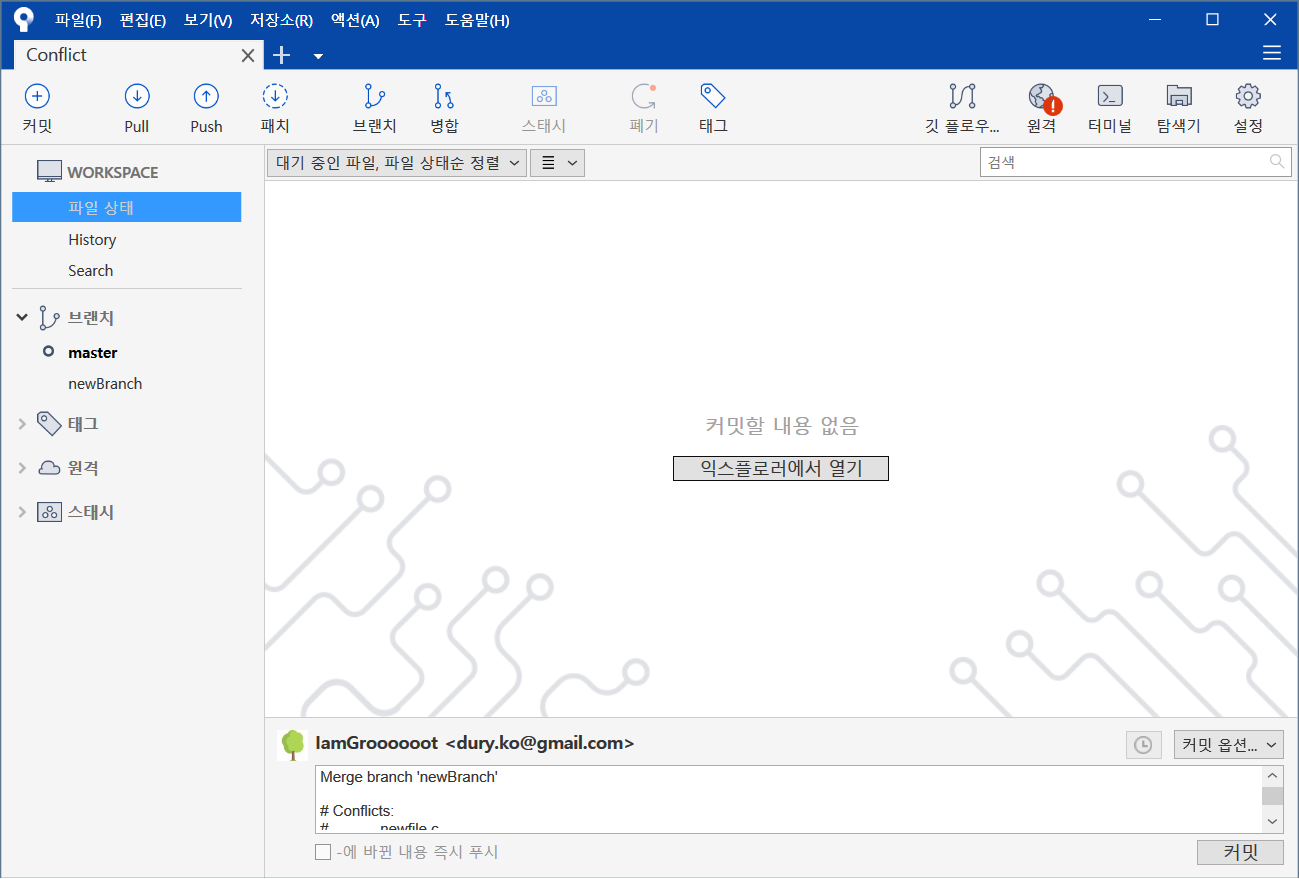 파일(F) 편집(E) 보기(V) 저장소(R) 액션(A) 도구 도움말(H)
Conflict
커밋 Pull Push 패치 브랜치 병합 스태시 폐기 태그 깃 플로우... 원격 터미널 탐색기 설정
WORKSPACE
파일 상태
History
Search
브랜치
master
newBranch
태그
원격
스태시
대기 중인 파일, 파일 상태순 정렬
검색
커밋할 내용 없음
익스플로러에서 열기
IamGroooooot <dury.ko@gmail.com>
커밋 옵션...
Merge branch 'newBranch'
# Conflicts:
# newfile.c
-에 바뀐 내용 즉시 푸시
커밋